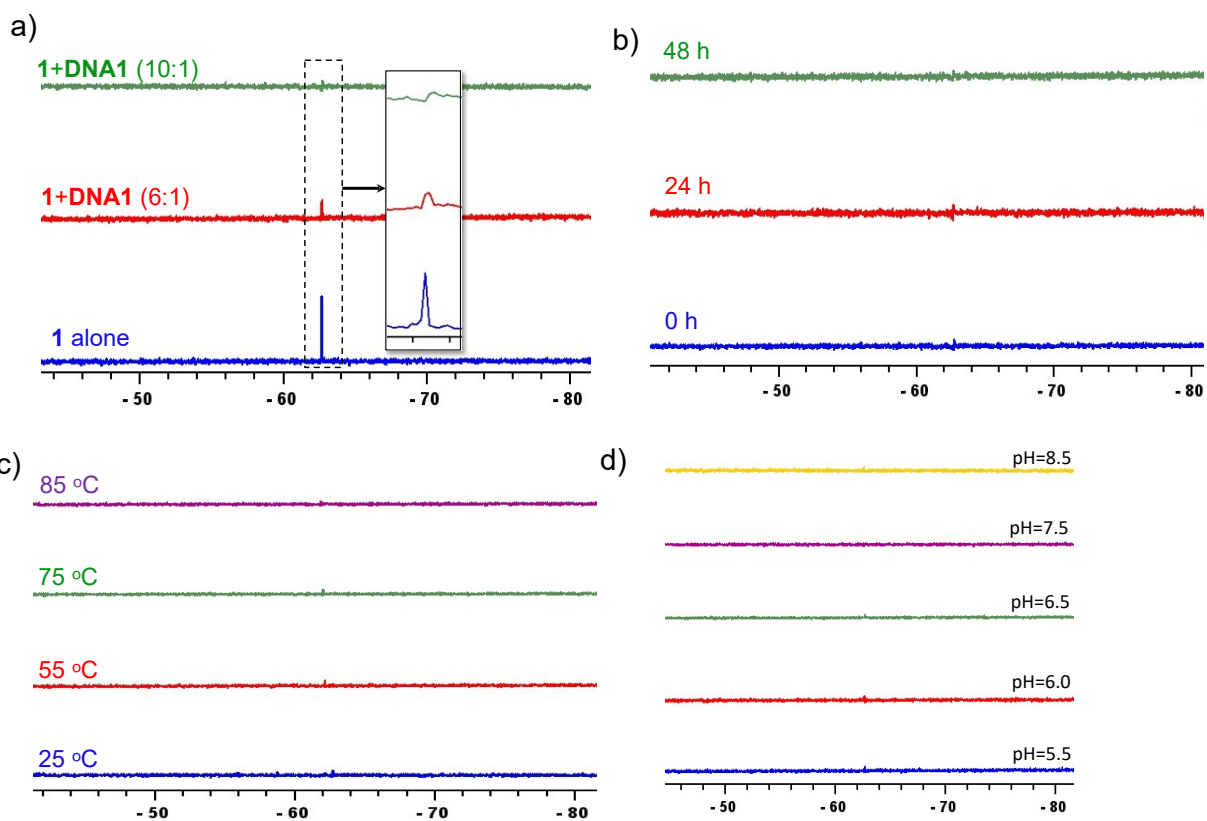 a)
1+DNA1 (10:1)
1+DNA1 (6:1)
1 alone
- 50 - 60 - 70 - 80
b)
48 h
24 h
0 h
- 50 - 60 - 70 - 80
c)
85 ºC
75 ºC
55 ºC
25 ºC
- 50 - 60 - 70 - 80
d)
pH=8.5
pH=7.5
pH=6.5
pH=6.0
pH=5.5
- 50 - 60 - 70 - 80